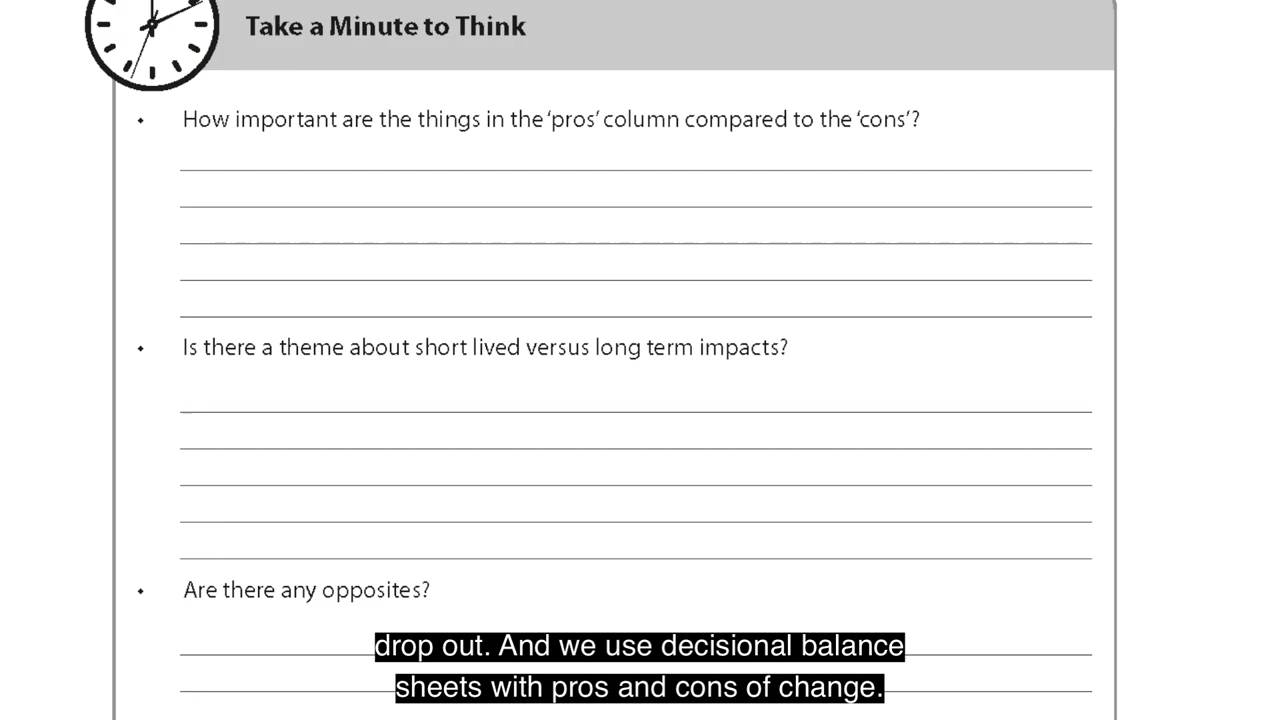 Take a Minute to Think
• How important are the things in the ‘pros’ column compared to the ‘cons’?
• Is there a theme about short lived versus long term impacts?
• Are there any opposites?
drop out. And we use decisional balance
sheets with pros and cons of change.